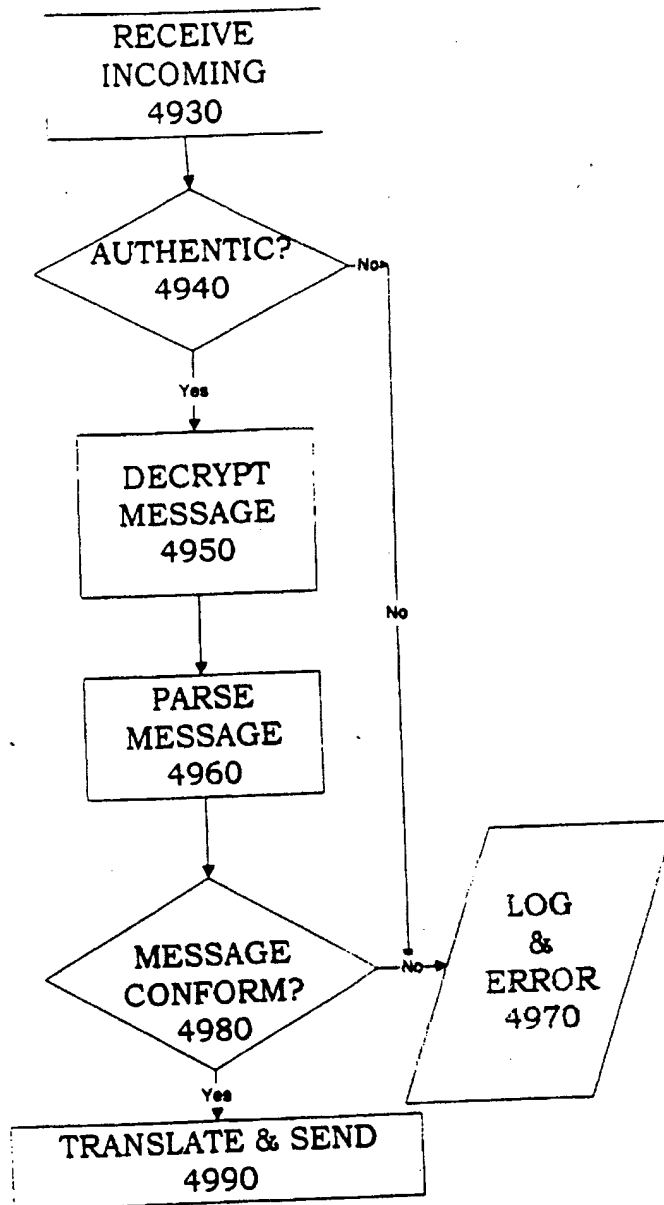 RECEIVE
INCOMING
4930
AUTHENTIC?
4940
No
Yes
DECRYPT
MESSAGE
4950
No
PARSE
MESSAGE
4960
MESSAGE
CONFORM?
4980
No
LOG
&
ERROR
4970
Yes
TRANSLATE & SEND
4990